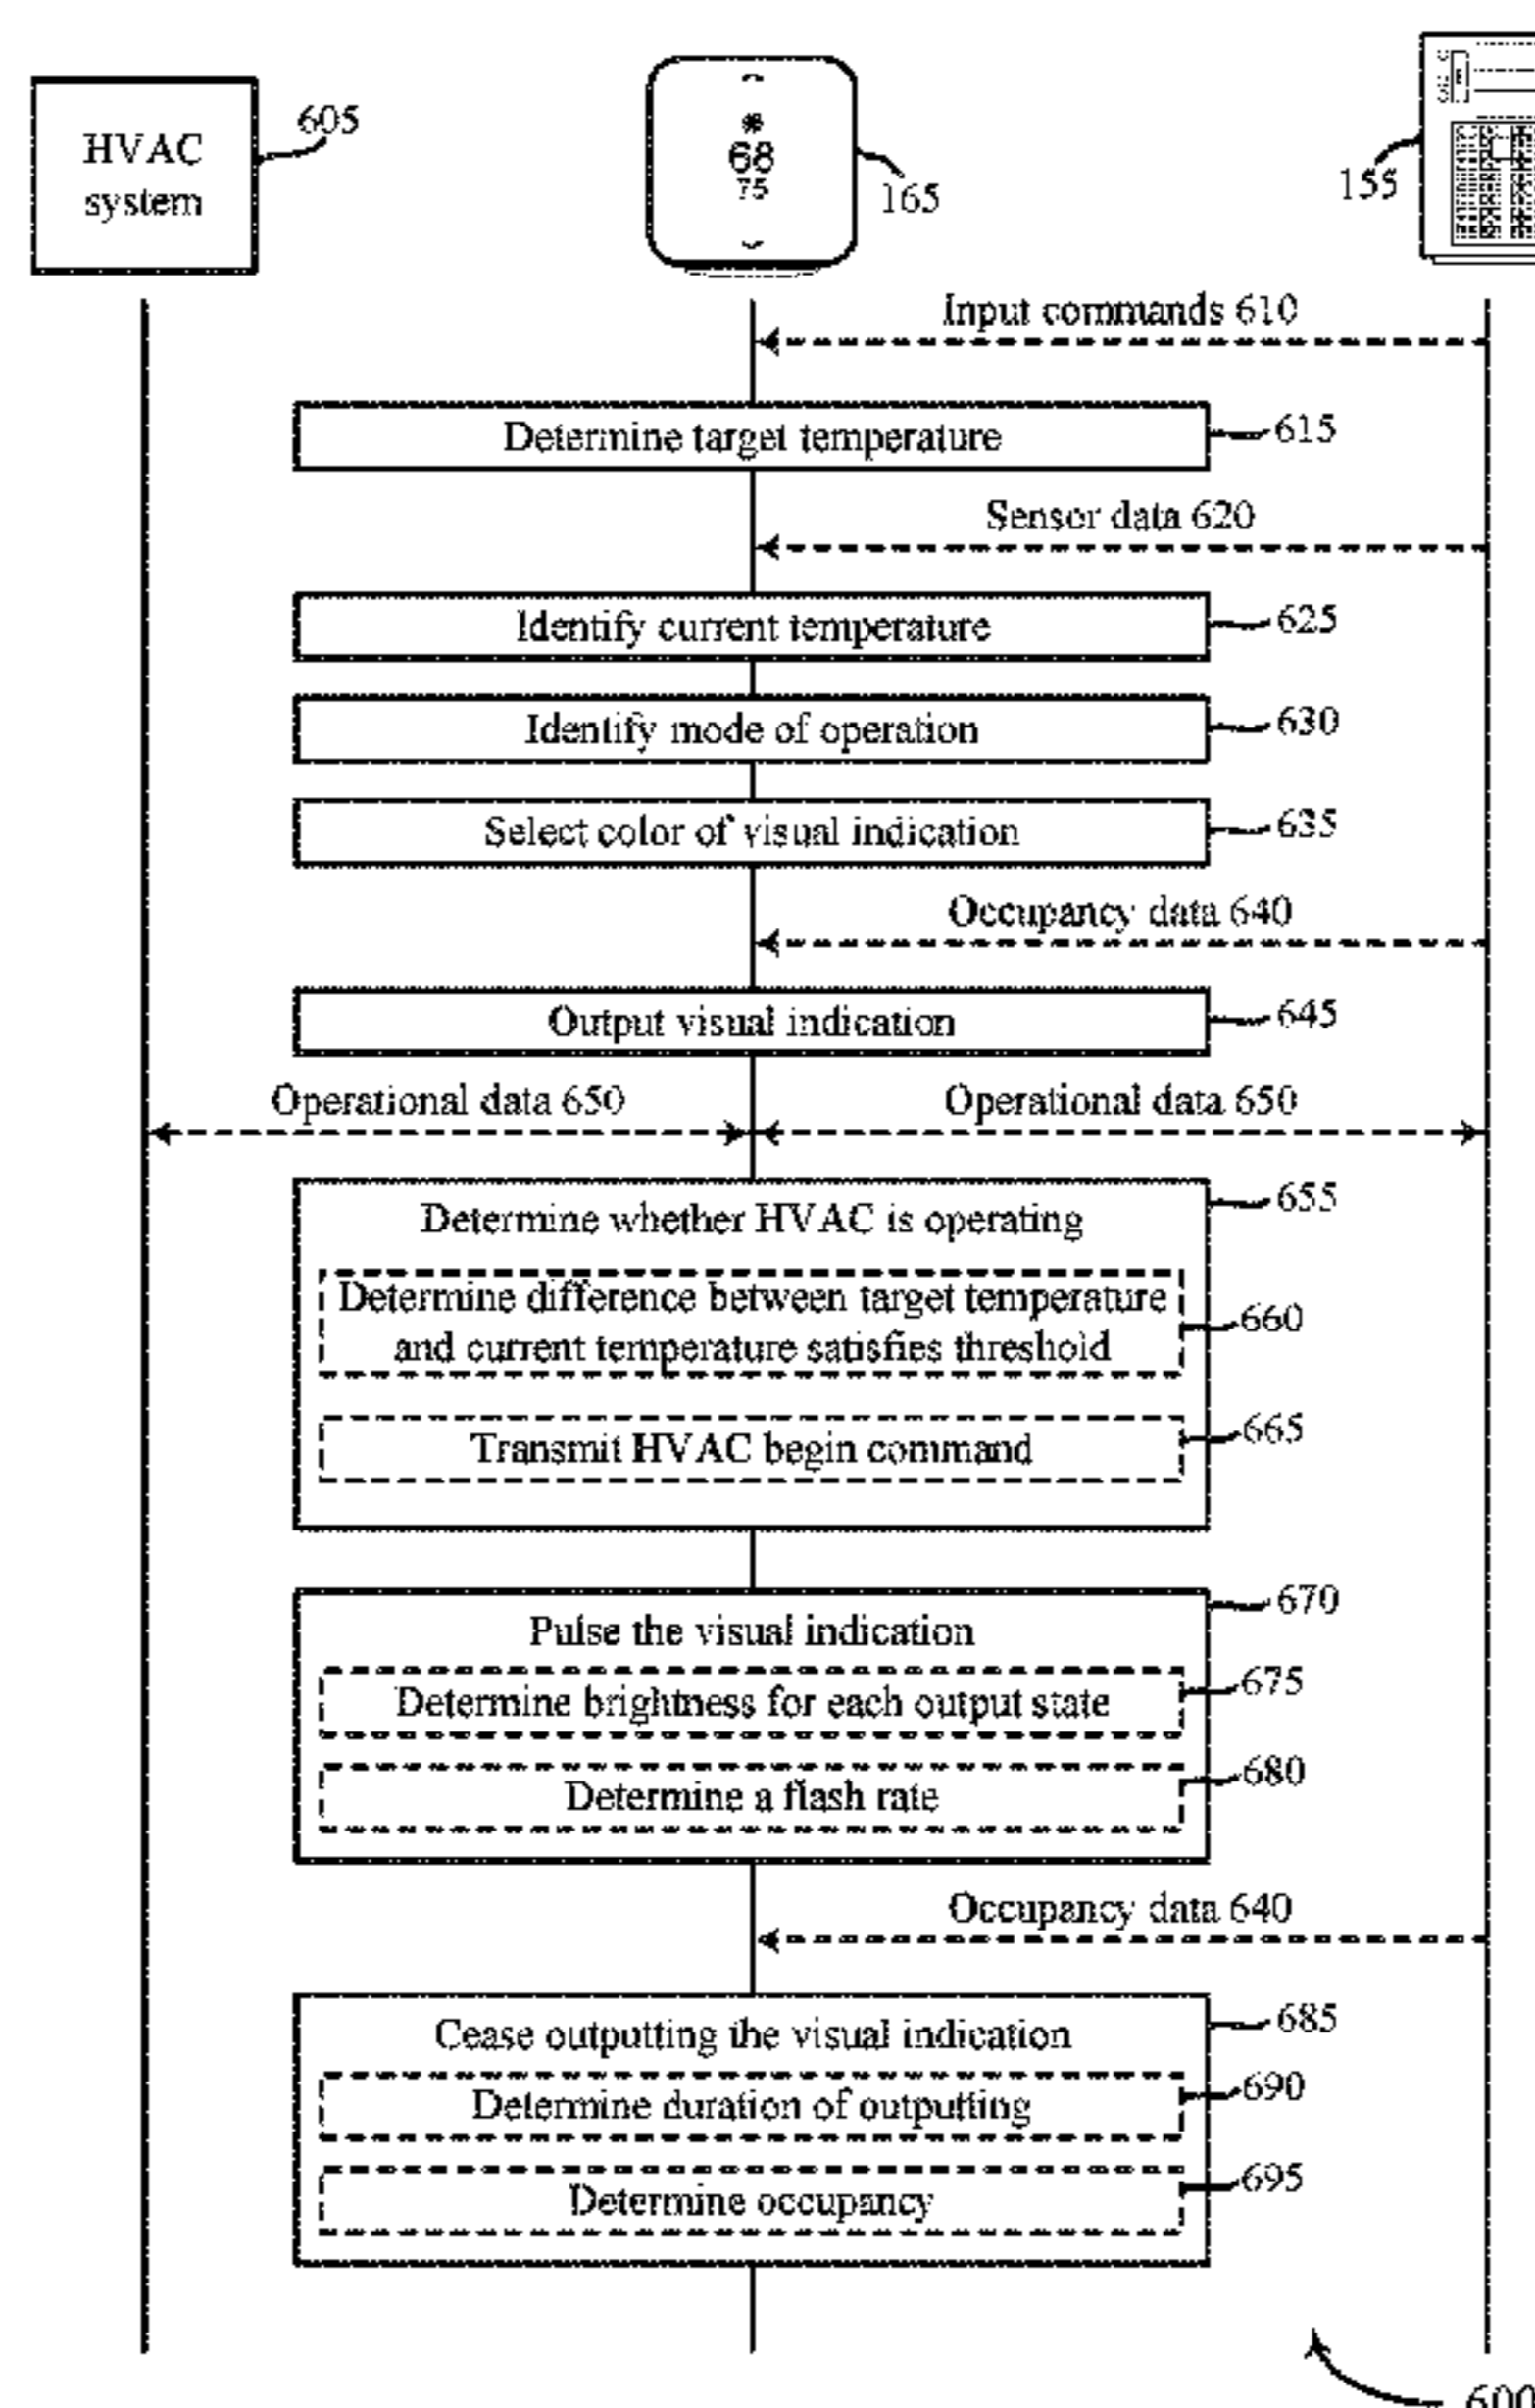 HVAC
system
605
68
75
165
155
Input commands 610
Determine target temperature
615
Sensor data 620
Identify current temperature
625
Identify mode of operation
630
Select color of visual indication
635
Occupancy data 640
Output visual indication
645
Operational data 650
Operational data 650
Determine whether HVAC is operating
655
Determine difference between target temperature
and current temperature satisfies threshold
660
Transmit HVAC begin command
665
Pulse the visual indication
670
Determine brightness for each output state
675
Determine a flash rate
680
Occupancy data 640
Cease outputting the visual indication
685
Determine duration of outputting
690
Determine occupancy
695
600